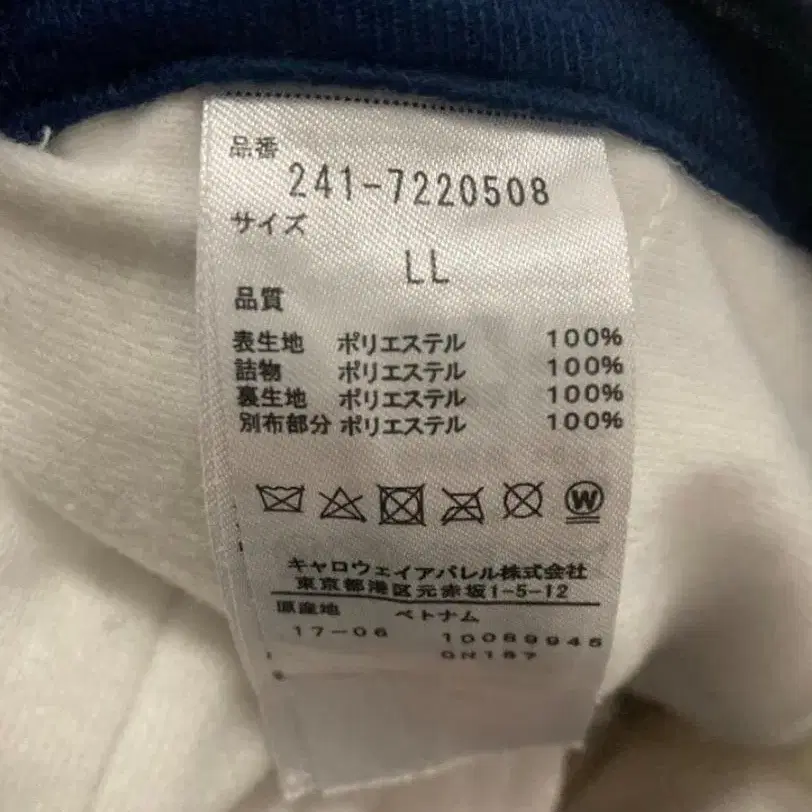 品番
241-7220508
サイズ
LL
品質
表生地 ポリエステル 100%
詰物 ポリエステル 100%
裏生地 ポリエステル 100%
別布部分 ポリエステル 100%
W
キャロウェイアパレル株式会社
東京都港区元赤坂1-5-12
原産地 ベトナム
17-06 10089945